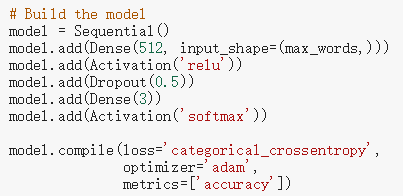 # Build the model
model = Sequential()
model.add(Dense(512, input_shape=(max_words,)))
model.add(Activation('relu'))
model.add(Dropout(0.5))
model.add(Dense(3))
model.add(Activation('softmax'))
model.compile(loss='categorical_crossentropy',
optimizer='adam',
metrics=['accuracy'])